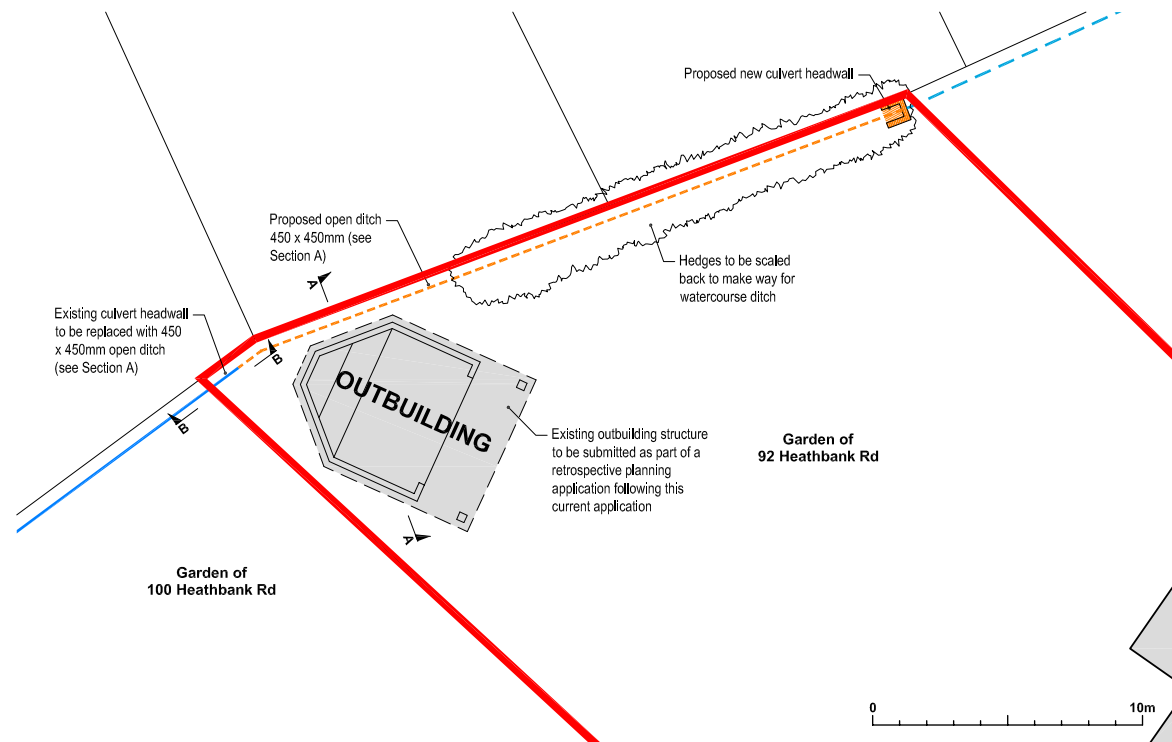 Proposed new culvert headwall
Proposed open ditch
450 x 450mm (see
Section A)
A
Hedges to be scaled
back to make way for
watercourse ditch
Existing culvert headwall
to be replaced with 450
x 450mm open ditch
(see Section A)
B
B
OUTBUILDING
Existing outbuilding structure
to be submitted as part of a
retrospective planning
application following this
current application
Garden of
92 Heathbank Rd
A
Garden of
100 Heathbank Rd
0
10m